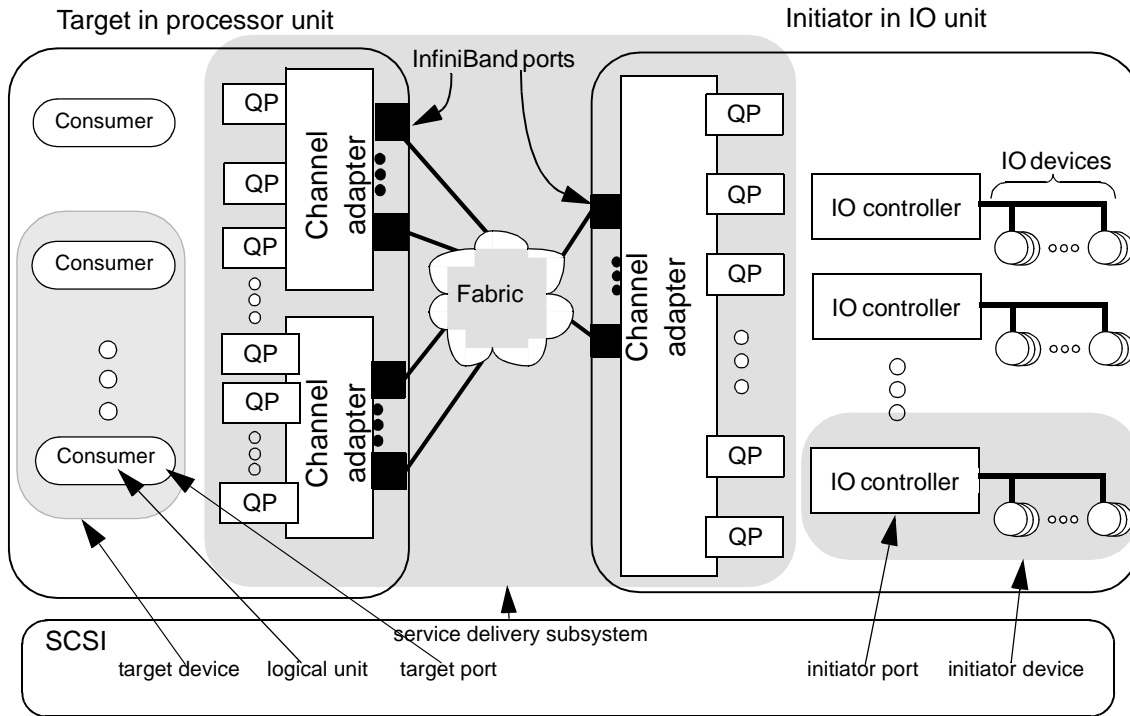 Target in processor unit
Initiator in IO unit
InfiniBand ports
Consumer
Consumer
Consumer
QP
QP
QP
QP
QP
QP
Channel
adapter
Channel
adapter
Fabric
Channel
adapter
QP
QP
QP
QP
QP
IO devices
IO controller
IO controller
IO controller
SCSI
service delivery subsystem
target device
logical unit
target port
initiator port
initiator device